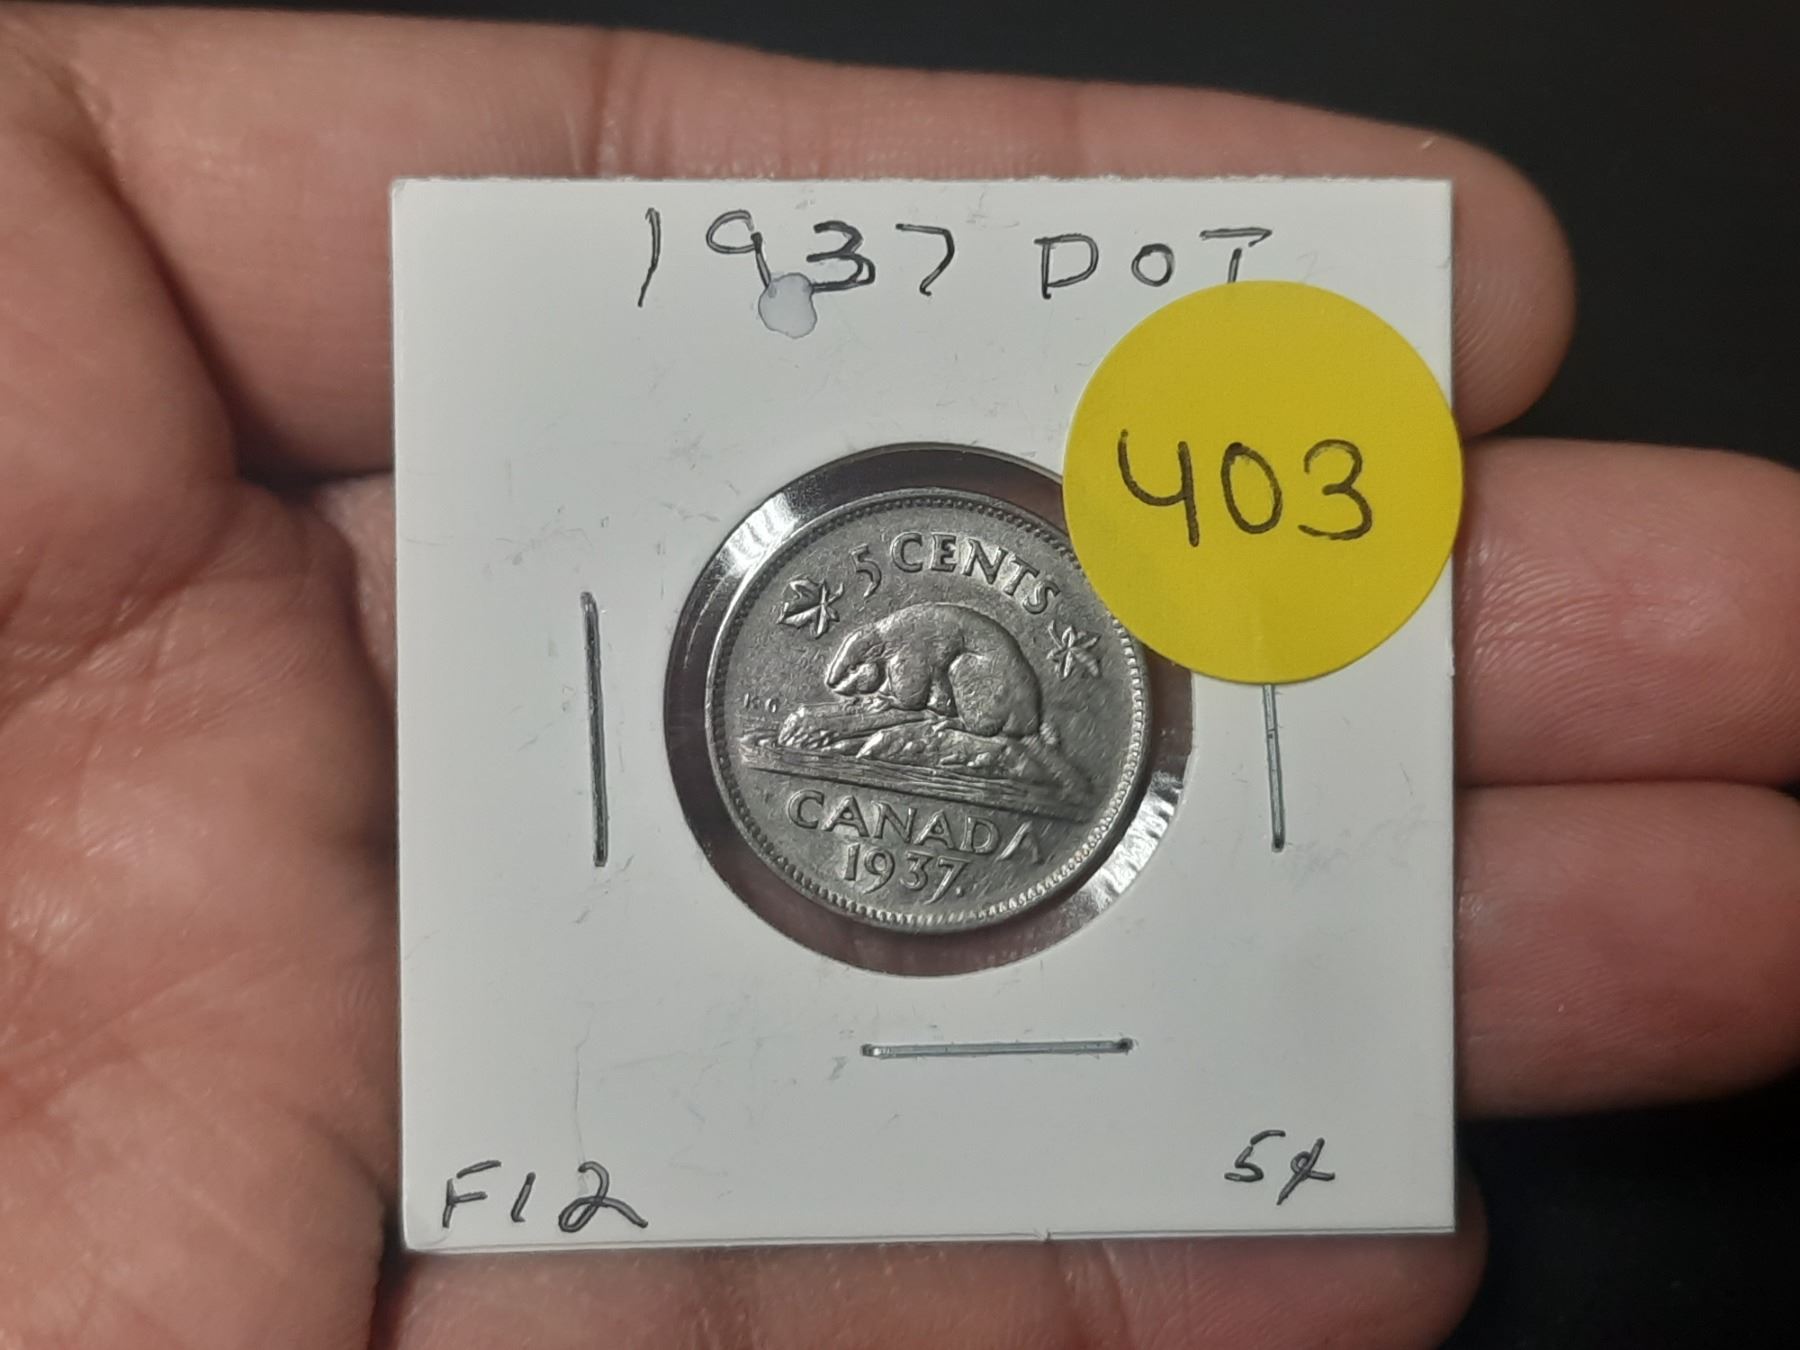 1937 DOT
403
5 CENTS
KG
CANADA
1937.
F12
5¢